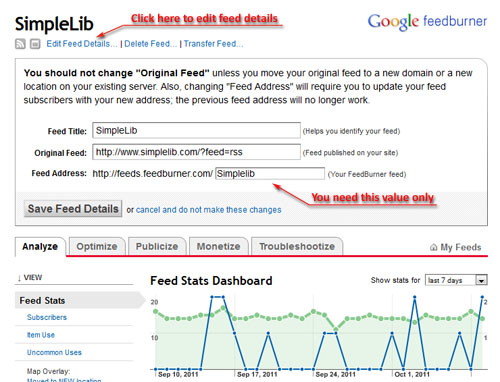 SimpleLib
Click here to edit feed details
Google feedburner
Edit Feed Details... | Delete Feed... | Transfer Feed...
You should not change "Original Feed" unless you move your original feed to a new domain or a new
location on your existing server. Also, changing "Feed Address" will require you to update your feed
subscribers with your new address; the previous feed address will no longer work.
Feed Title: SimpleLib (Helps you identify your feed)
Original Feed: http://www.simplelib.com/?feed=rss (Feed published on your site)
Feed Address: http://feeds.feedburner.com/ Simplelib (Your FeedBurner feed)
You need this value only
Save Feed Details or cancel and do not make these changes
Analyze Optimize Publicize Monetize Troubleshootize My Feeds
↓ VIEW
Feed Stats Dashboard
Show stats for last 7 days
Feed Stats
Subscribers
Item Use
Uncommon Uses
Map Overlay:
Moved to NEW location
20 2
10 1
Sep 10, 2011 Sep 17, 2011 Sep 24, 2011 Oct 1, 2011